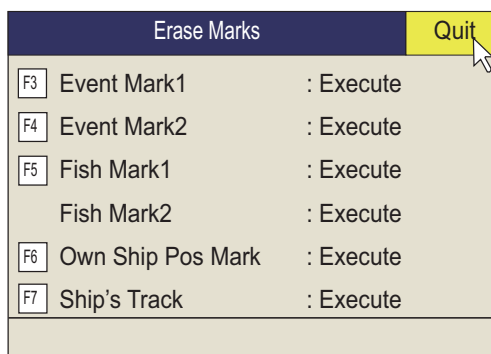 Erase Marks Quit
F3 Event Mark1 : Execute
F4 Event Mark2 : Execute
F5 Fish Mark1 : Execute
Fish Mark2 : Execute
F6 Own Ship Pos Mark : Execute
F7 Ship's Track : Execute